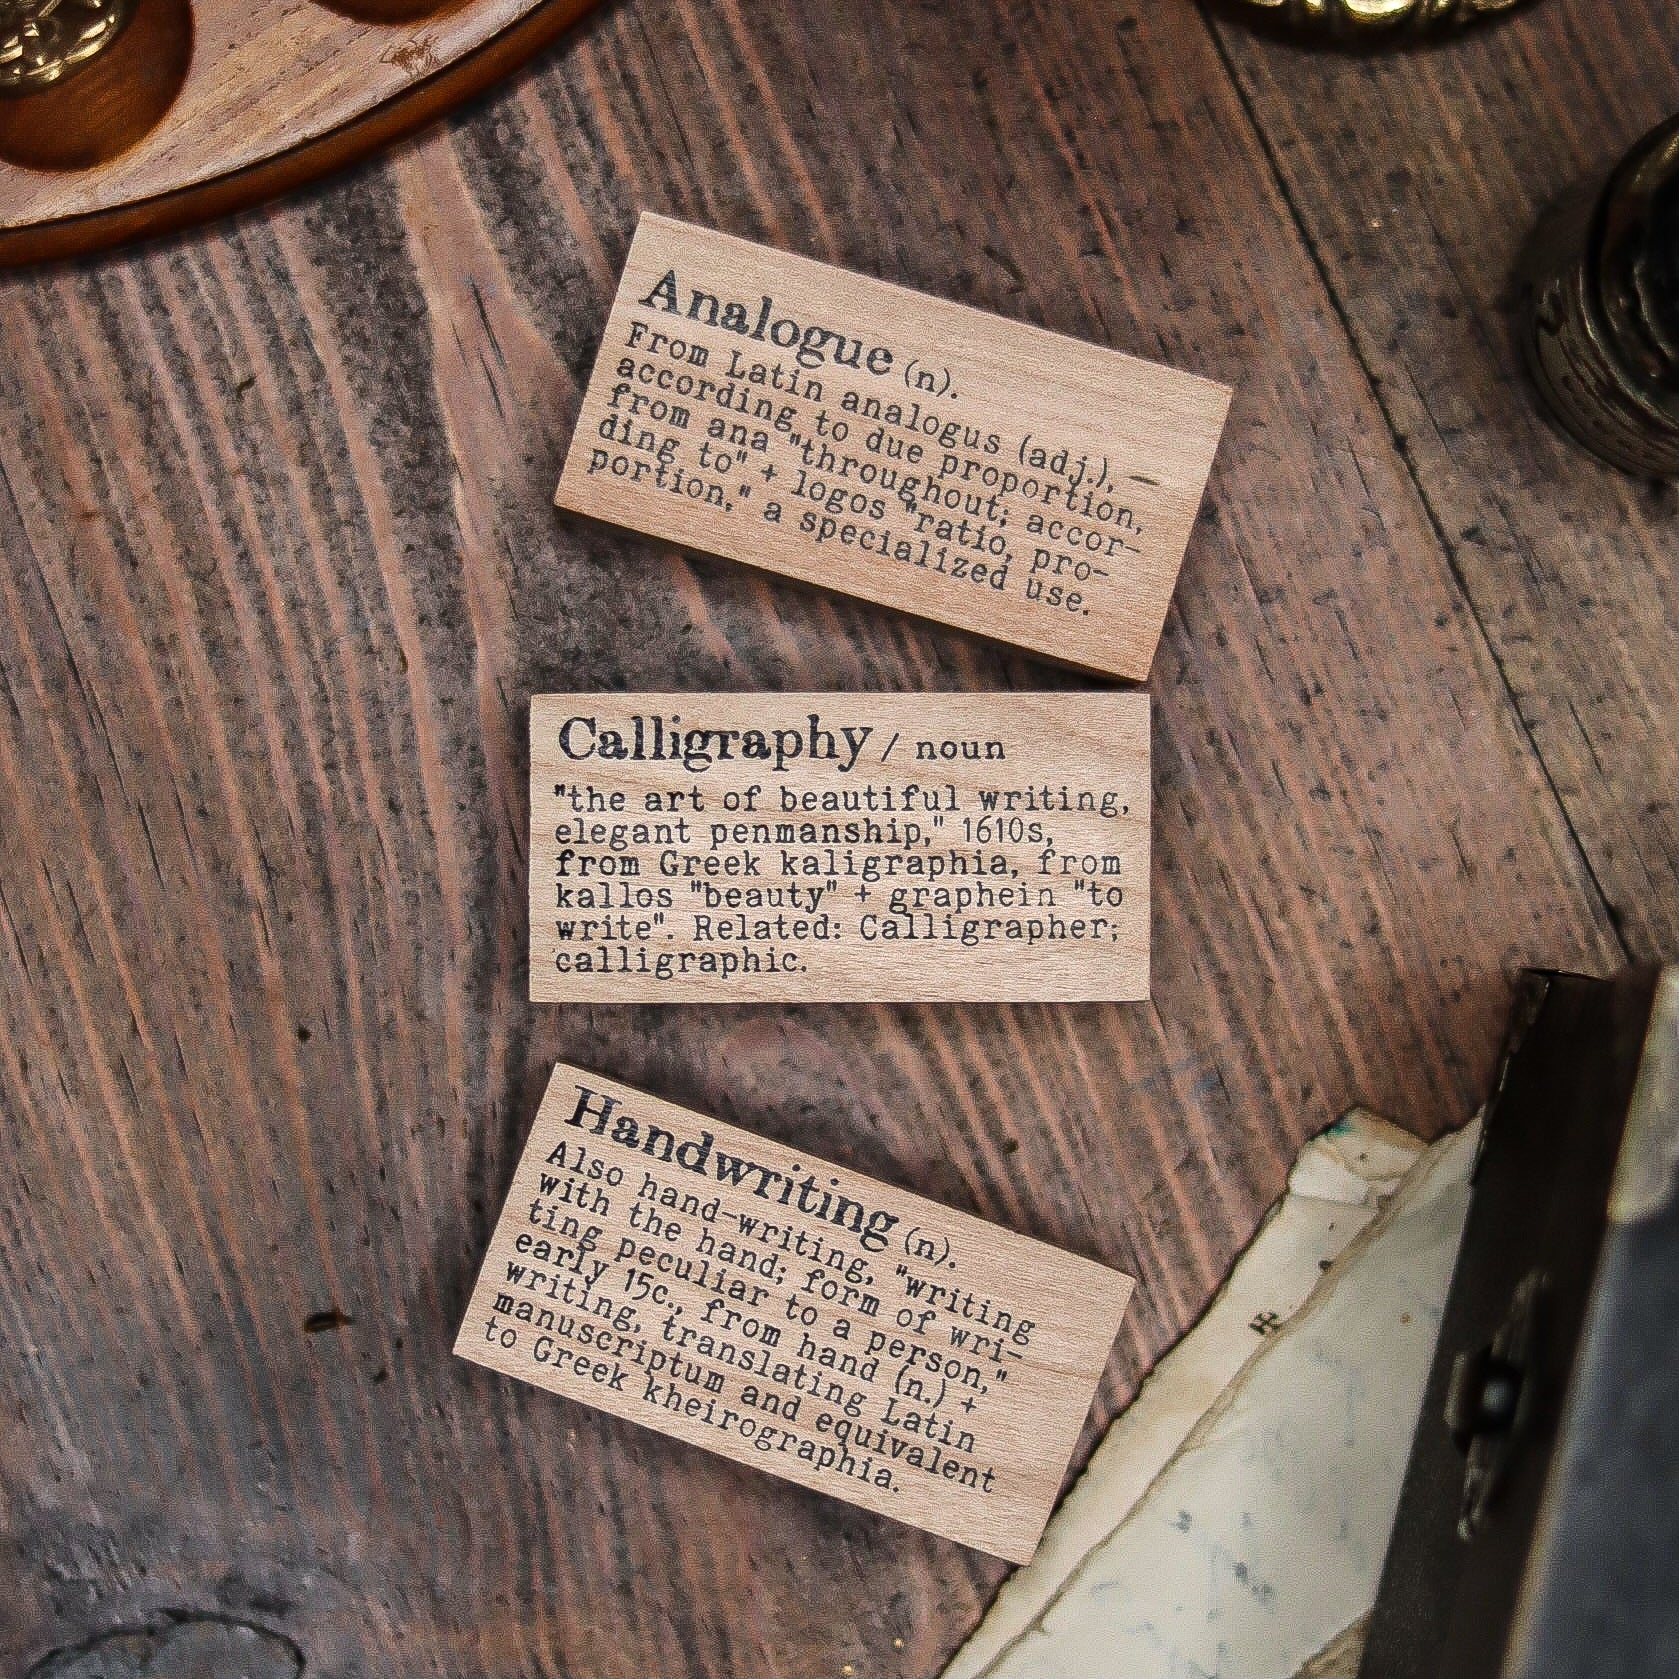 Analogue (n).
From Latin analogus (adj.), —
according to due proportion,
from ana "throughout; accor-
ding to" + logos "ratio, pro-
portion," a specialized use.
Calligraphy / noun
"the art of beautiful writing,
elegant penmanship," 1610s,
from Greek kaligraphia, from
kallos "beauty" + graphein "to
write". Related: Calligrapher;
calligraphic.
Handwriting (n).
Also hand-writing, "writing
with the hand; form of wri-
ting peculiar to a person,"
early 15c., from hand (n.) +
writing, translating Latin
manuscriptum and equivalent
to Greek kheirographia.